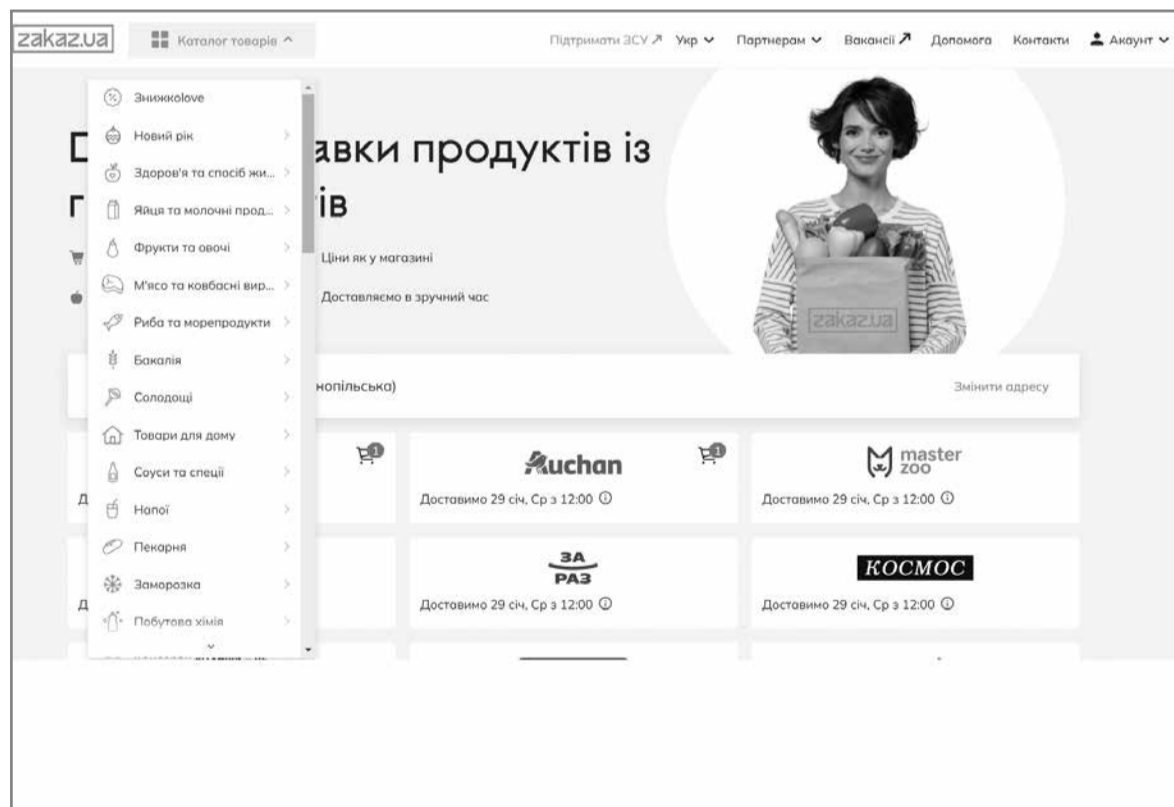 zakaz.ua
Каталог товарів
Підтримати ЗСУ
Укр
Партнерам
Вакансії
Допомога
Контакти
Акаунт
Знижкоlove
Новий рік
Здоров'я та спосіб жи...
Яйця та молочні прод...
Фрукти та овочі
М'ясо та ковбасні вир...
Риба та морепродукти
Бакалія
Солодощі
Товари для дому
Соуси та спеції
Напої
Пекарня
Заморозка
Побутова хімія
авки продуктів із
ів
Ціни як у магазині
Доставляємо в зручний час
zakaz.ua
нопільська)
Змінити адресу
1
Auchan
1
Доставимо 29 січ, Ср з 12:00
master
zoo
Доставимо 29 січ, Ср з 12:00
ЗА
РАЗ
Доставимо 29 січ, Ср з 12:00
КОСМОС
Доставимо 29 січ, Ср з 12:00